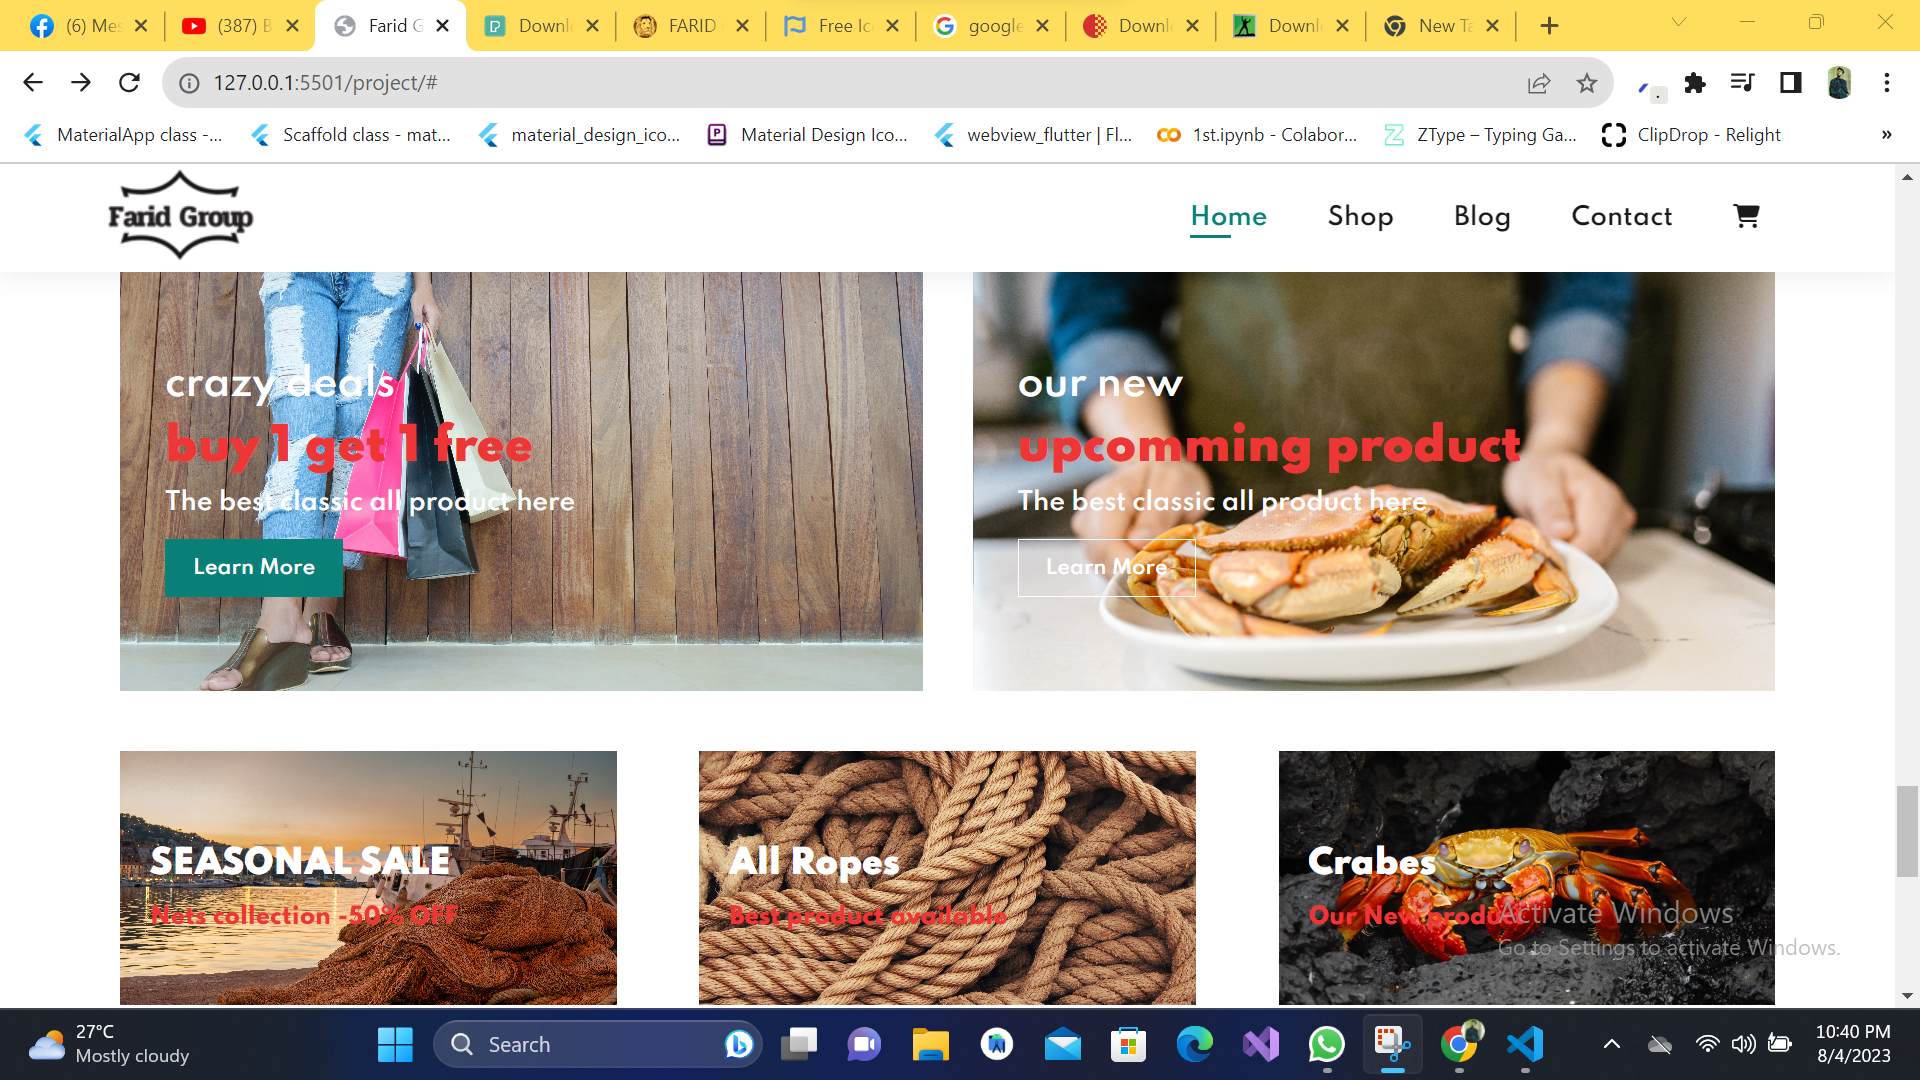 (6) Mes
(387) B
Farid G
Downl
FARID
Free Ic
google
Downl
Downl
New Ta
127.0.0.1:5501/project/#
MaterialApp class -...
Scaffold class - mat...
material_design_ico...
Material Design Ico...
webview_flutter | Fl...
1st.ipynb - Colabor...
ZType – Typing Ga...
ClipDrop - Relight
»
Farid Group
Home
Shop
Blog
Contact
crazy deals
buy 1 get 1 free
The best classic all product here
Learn More
our new
upcomming product
The best classic all product here
Learn More
SEASONAL SALE
Nets collection -50% OFF
All Ropes
Best product available
Crabes
Our New product
Activate Windows
Go to Settings to activate Windows.
27°C
Mostly cloudy
Search
10:40 PM
8/4/2023